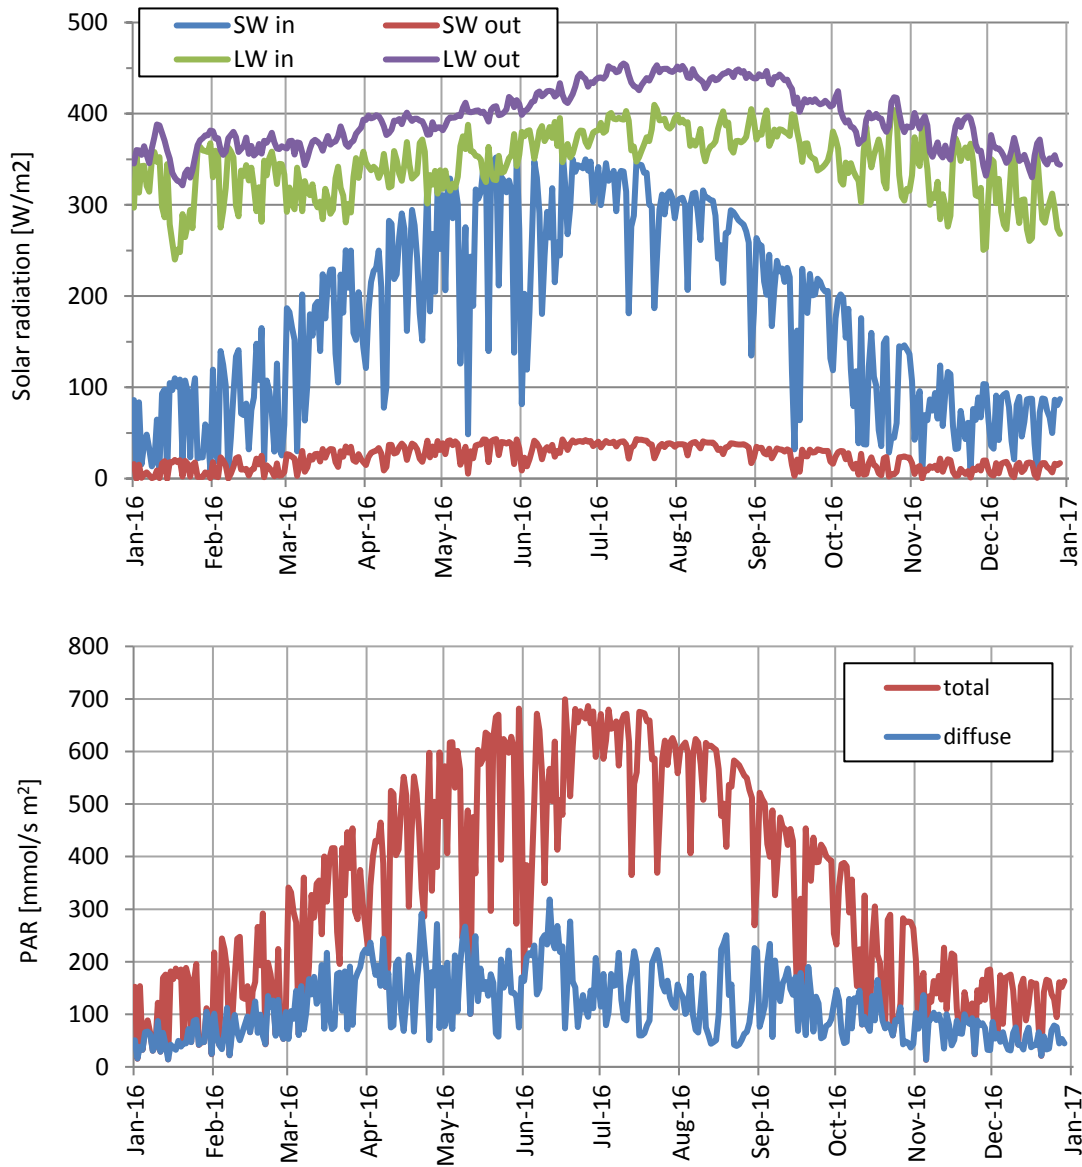 SW in
SW out
LW in
LW out
Solar radiation [W/m2]
500
400
300
200
100
0
Jan-16
Feb-16
Mar-16
Apr-16
May-16
Jun-16
Jul-16
Aug-16
Sep-16
Oct-16
Nov-16
Dec-16
Jan-17
total
diffuse
PAR [mmol/s m²]
800
700
600
500
400
300
200
100
0
Jan-16
Feb-16
Mar-16
Apr-16
May-16
Jun-16
Jul-16
Aug-16
Sep-16
Oct-16
Nov-16
Dec-16
Jan-17